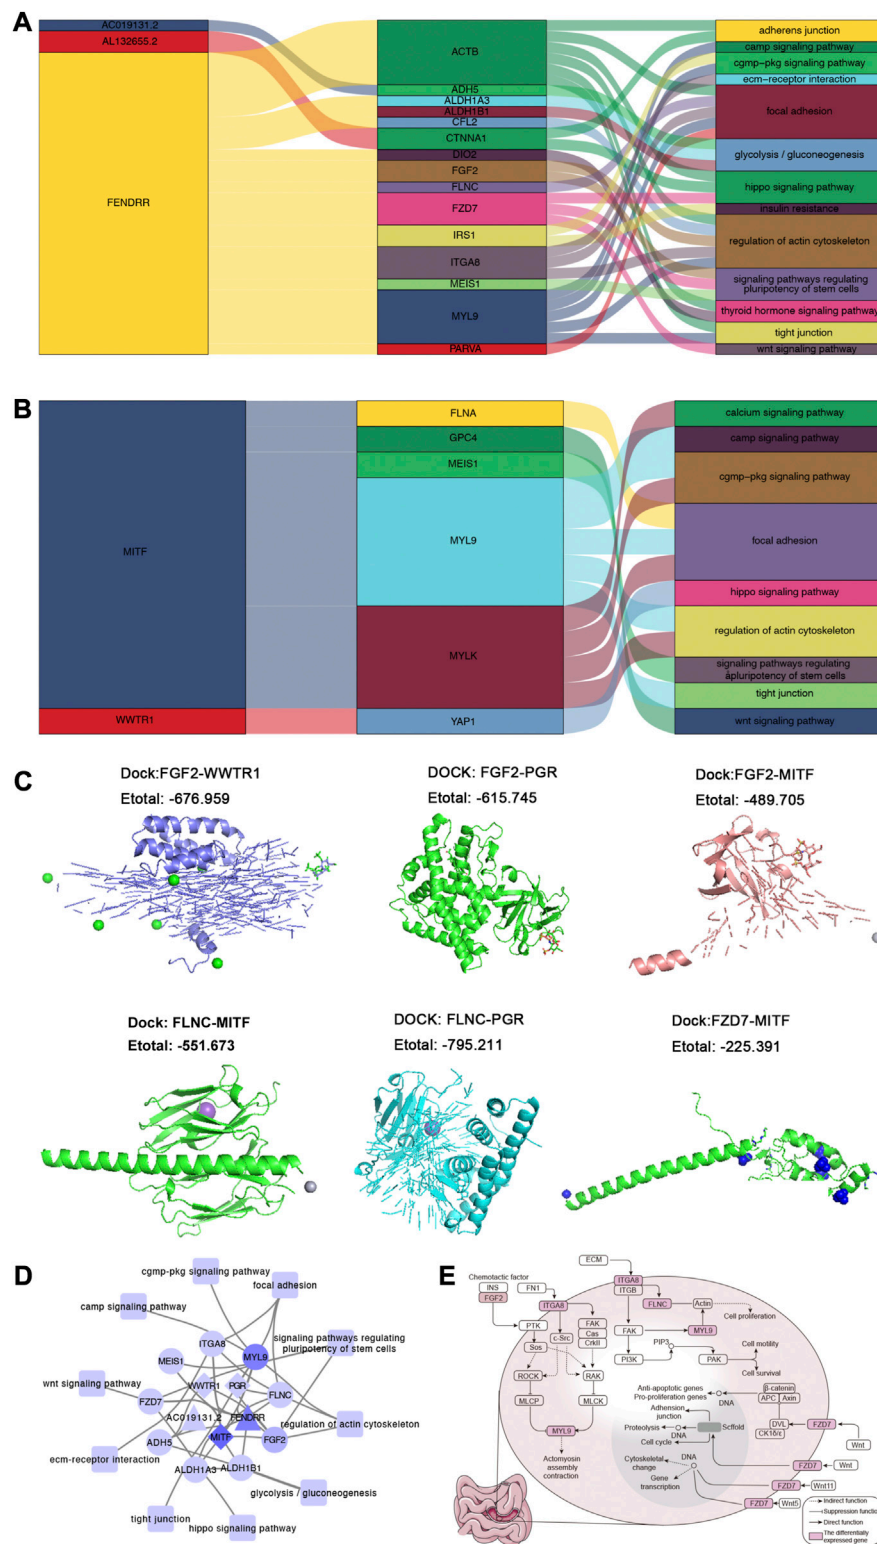 A
AC019131.2
AL132655.2
FENDRR
ACTB
ADH5
ALDH1A3
ALDH1B1
CFL2
CTNNA1
DIO2
FGF2
FLNC
FZD7
IRS1
ITGA8
MEIS1
MYL9
PARVA
adherens junction
camp signaling pathway
cgmp-pkg signaling pathway
ecm-receptor interaction
focal adhesion
glycolysis / gluconeogenesis
hippo signaling pathway
insulin resistance
regulation of actin cytoskeleton
signaling pathways regulating
pluripotency of stem cells
thyroid hormone signaling pathway
tight junction
wnt signaling pathway
B
MITF
WWTR1
FLNA
GPC4
MEIS1
MYL9
MYLK
YAP1
calcium signaling pathway
camp signaling pathway
cgmp-pkg signaling pathway
focal adhesion
hippo signaling pathway
regulation of actin cytoskeleton
signaling pathways regulating
åpluripotency of stem cells
tight junction
wnt signaling pathway
C
Dock:FGF2-WWTR1
Etotal: -676.959
DOCK: FGF2-PGR
Etotal: -615.745
Dock:FGF2-MITF
Etotal: -489.705
Dock: FLNC-MITF
Etotal: -551.673
DOCK: FLNC-PGR
Etotal: -795.211
Dock:FZD7-MITF
Etotal: -225.391
D
cgmp-pkg signaling pathway
focal adhesion
camp signaling pathway
signaling pathways regulating
pluripotency of stem cells
ITGA8
MYL9
MEIS1
wnt signaling pathway
WWTR1
PGR
FLNC
FZD7
AC019131.2
FENDRR
regulation of actin cytoskeleton
MITF
FGF2
ADH5
ecm-receptor interaction
ALDH1A3
ALDH1B1
glycolysis / gluconeogenesis
tight junction
hippo signaling pathway
E
ECM
Chemotactic factor
INS
FGF2
FN1
ITGA8
ITGA8
ITGB
FLNC
Actin
Cell proliferation
PTK
c-Src
FAK
Cas
CrkII
FAK
MYL9
Sos
PIP3
Cell motility
PI3K
PAK
ROCK
RAK
Cell survival
MLCP
MLCK
Anti-apoptotic genes
Pro-proliferation genes
DNA
β-catenin
APC
Axin
Adhension
junction
DVL
CK1δ/ε
FZD7
Wnt
MYL9
Proteolysis
DNA
Scffold
Cell cycle
Actomyosin
assembly
contraction
Cytoskeletal
change
DNA
FZD7
Wnt
Gene
transcription
FZD7
Wnt11
FZD7
Wnt5
Indirect function
Suppression function
Direct function
The differentially
expressed gene